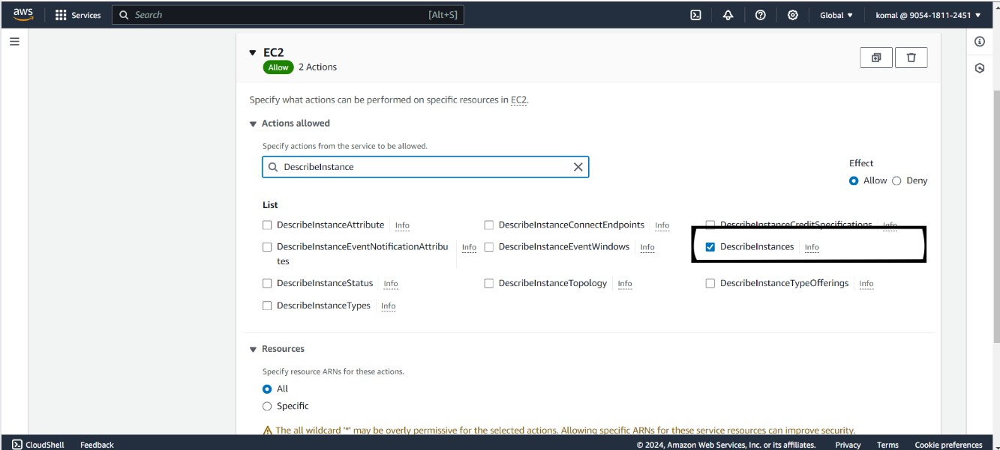 aws Services Search [Alt+S] Global ▼ komal @ 9054-1811-2451 ▼
EC2
Allow 2 Actions
Specify what actions can be performed on specific resources in EC2.
Actions allowed
Specify actions from the service to be allowed.
DescribeInstance
Effect
Allow Deny
List
DescribeInstanceAttribute Info DescribeInstanceConnectEndpoints Info DescribeInstanceCreditSpecifications Info
DescribeInstanceEventNotificationAttribu Info DescribeInstanceEventWindows Info DescribeInstances Info
tes
DescribeInstanceStatus Info DescribeInstanceTopology Info DescribeInstanceTypeOfferings Info
DescribeInstanceTypes Info
Resources
Specify resource ARNs for these actions.
All
Specific
The all wildcard '*' may be overly permissive for the selected actions. Allowing specific ARNs for these service resources can improve security.
CloudShell Feedback © 2024, Amazon Web Services, Inc. or its affiliates. Privacy Terms Cookie preferences